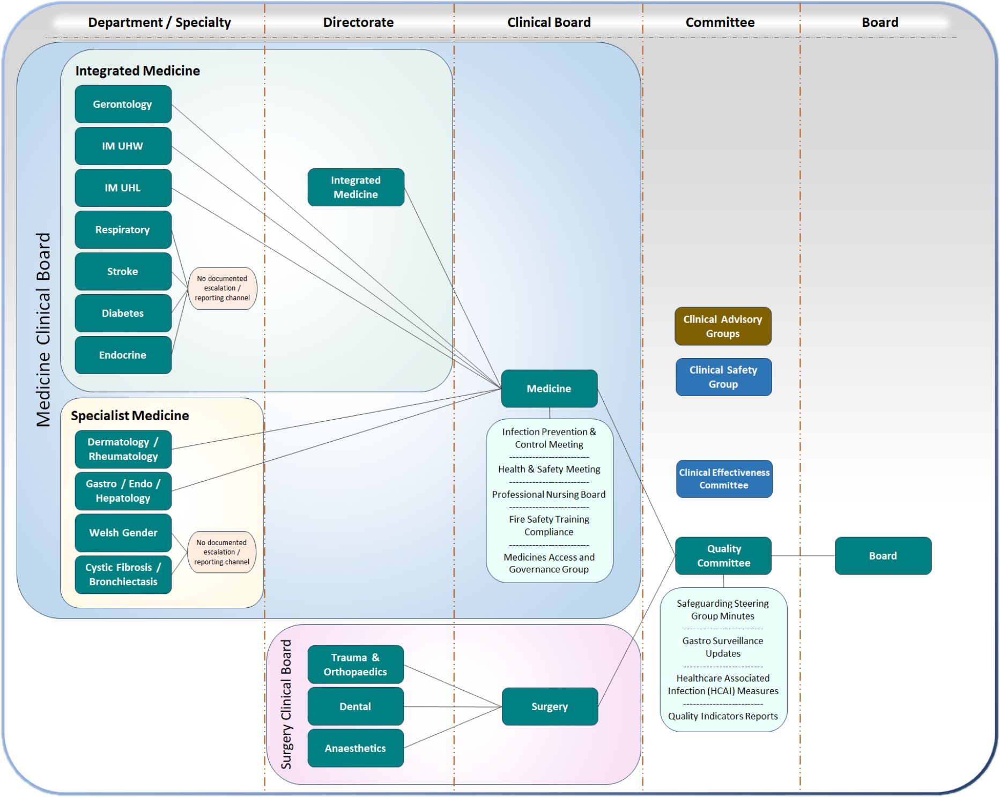 Department / Specialty
Directorate
Clinical Board
Committee
Board
Medicine Clinical Board
Integrated Medicine
Gerontology
IM UHW
IM UHL
Respiratory
Stroke
Diabetes
Endocrine
No documented
escalation /
reporting channel
Integrated
Medicine
Specialist Medicine
Dermatology /
Rheumatology
Gastro / Endo /
Hepatology
Welsh Gender
Cystic Fibrosis /
Bronchiectasis
No documented
escalation /
reporting channel
Medicine
Infection Prevention &
Control Meeting
------------------------
Health & Safety Meeting
------------------------
Professional Nursing Board
------------------------
Fire Safety Training
Compliance
------------------------
Medicines Access and
Governance Group
Surgery Clinical Board
Trauma &
Orthopaedics
Dental
Anaesthetics
Surgery
Clinical Advisory
Groups
Clinical Safety
Group
Clinical Effectiveness
Committee
Quality
Committee
Safeguarding Steering
Group Minutes
------------------------
Gastro Surveillance
Updates
------------------------
Healthcare Associated
Infection (HCAI) Measures
------------------------
Quality Indicators Reports
Board